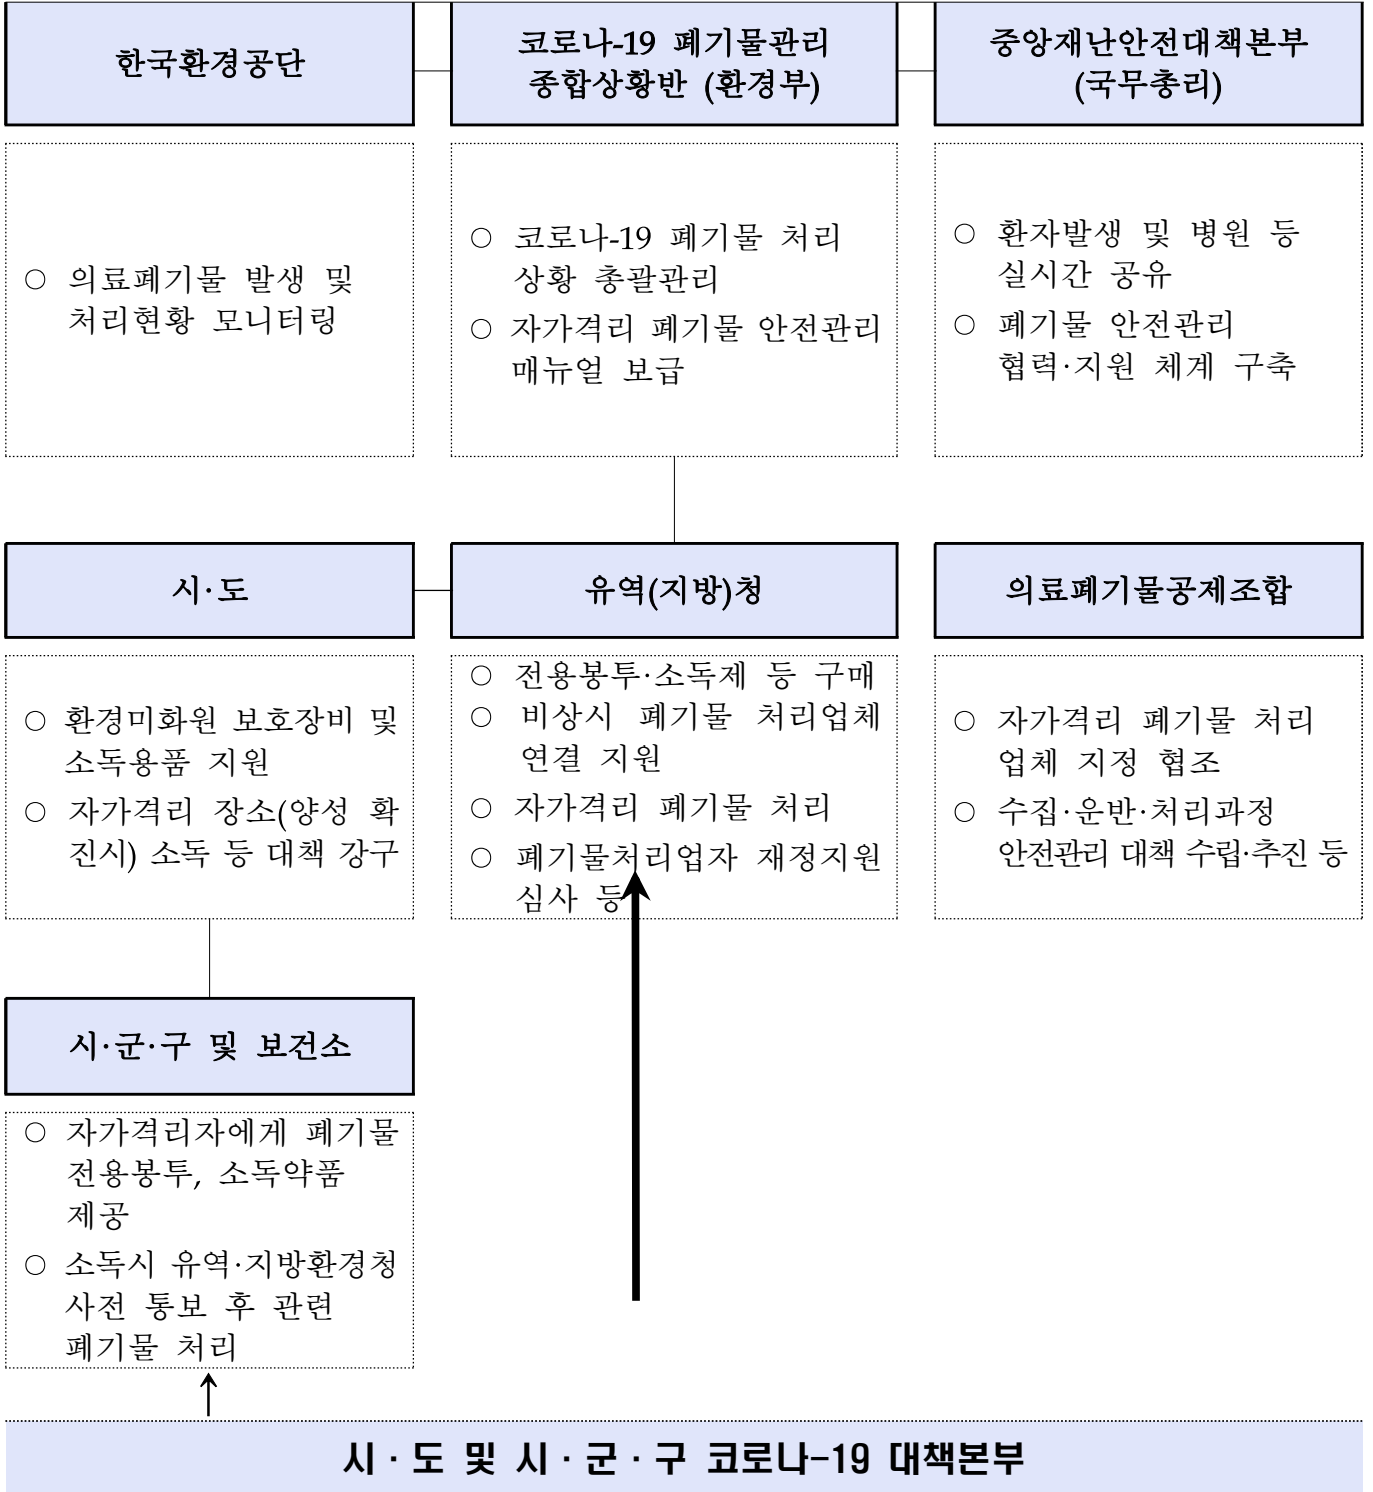 한국환경공단
코로나-19 폐기물관리
종합상황반 (환경부)
중앙재난안전대책본부
(국무총리)
○ 의료폐기물 발생 및
처리현황 모니터링
○ 코로나-19 폐기물 처리
상황 총괄관리
○ 자가격리 폐기물 안전관리
매뉴얼 보급
○ 환자발생 및 병원 등
실시간 공유
○ 폐기물 안전관리
협력·지원 체계 구축
시·도
유역(지방)청
의료폐기물공제조합
○ 환경미화원 보호장비 및
소독용품 지원
○ 자가격리 장소(양성 확
진시) 소독 등 대책 강구
○ 전용봉투·소독제 등 구매
○ 비상시 폐기물 처리업체
연결 지원
○ 자가격리 폐기물 처리
○ 폐기물처리업자 재정지원
심사 등
○ 자가격리 폐기물 처리
업체 지정 협조
○ 수집·운반·처리과정
안전관리 대책 수립·추진 등
시·군·구 및 보건소
○ 자가격리자에게 폐기물
전용봉투, 소독약품
제공
○ 소독시 유역·지방환경청
사전 통보 후 관련
폐기물 처리
시·도 및 시·군·구 코로나-19 대책본부